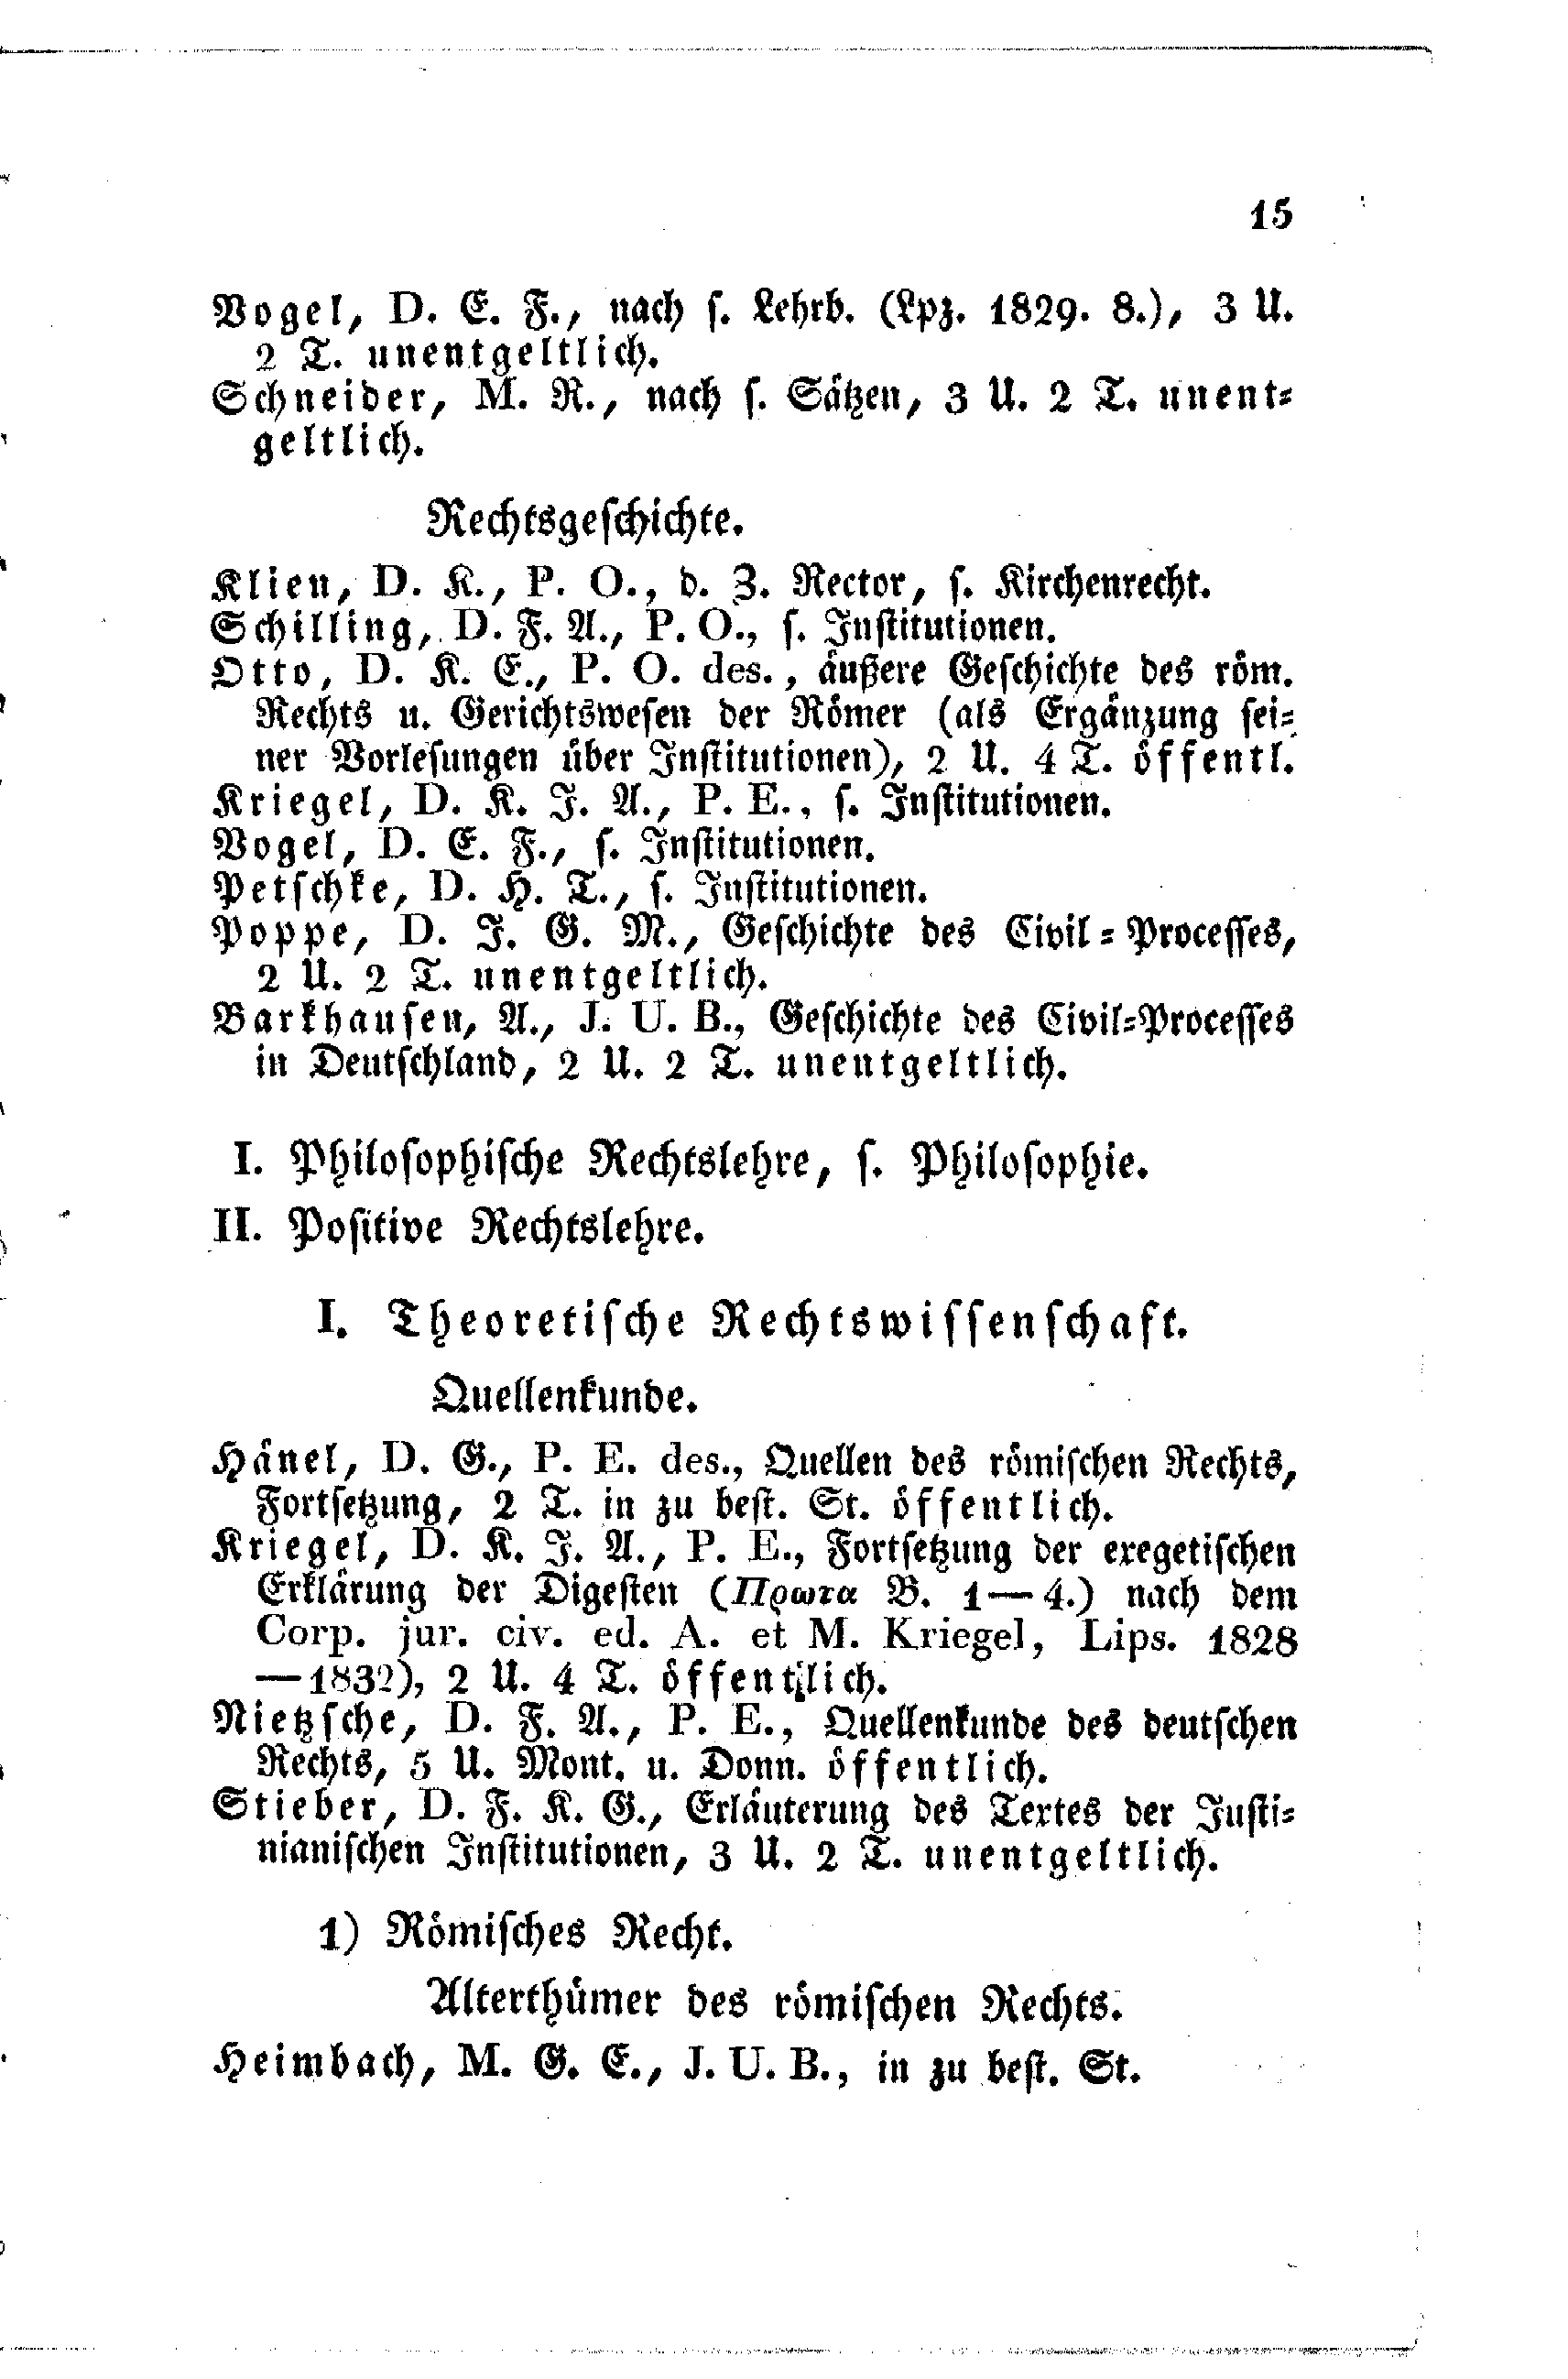 15
Vogel, D. E. F., nach s. Lehrb. (Lpz. 1829. 8.), 3 U.
2 T. unentgeltlich.
Schneider, M. R., nach s. Sätzen, 3 U. 2 T. unent-
geltlich.
Rechtsgeschichte.
Klien, D. K., P. O., d. Z. Rector, s. Kirchenrecht.
Schilling, D. F. A., P. O., s. Institutionen.
Otto, D. K. E., P. O. des., äußere Geschichte des röm.
Rechts u. Gerichtswesen der Römer (als Ergänzung sei-
ner Vorlesungen über Institutionen), 2 U. 4 T. öffentl.
Kriegel, D. K. J. A., P. E., s. Institutionen.
Vogel, D. E. F., s. Institutionen.
Petschke, D. H. T., s. Institutionen.
Poppe, D. J. G. M., Geschichte des Civil-Processes,
2 U. 2 T. unentgeltlich.
Barkhausen, A., J. U. B., Geschichte des Civil-Processes
in Deutschland, 2 U. 2 T. unentgeltlich.
I. Philosophische Rechtslehre, s. Philosophie.
II. Positive Rechtslehre.
I. Theoretische Rechtswissenschaft.
Quellenkunde.
Hänel, D. G., P. E. des., Quellen des römischen Rechts,
Fortsetzung, 2 T. in zu best. St. öffentlich.
Kriegel, D. K. J. A., P. E., Fortsetzung der exegetischen
Erklärung der Digesten (Πρωτα B. 1—4.) nach dem
Corp. jur. civ. ed. A. et M. Kriegel, Lips. 1828
—1832), 2 U. 4 T. öffentlich.
Nietzsche, D. F. A., P. E., Quellenkunde des deutschen
Rechts, 5 U. Mont. u. Donn. öffentlich.
Stieber, D. F. K. G., Erläuterung des Textes der Justi-
nianischen Institutionen, 3 U. 2 T. unentgeltlich.
1) Römisches Recht.
Alterthümer des römischen Rechts.
Heimbach, M. G. E., J. U. B., in zu best. St.